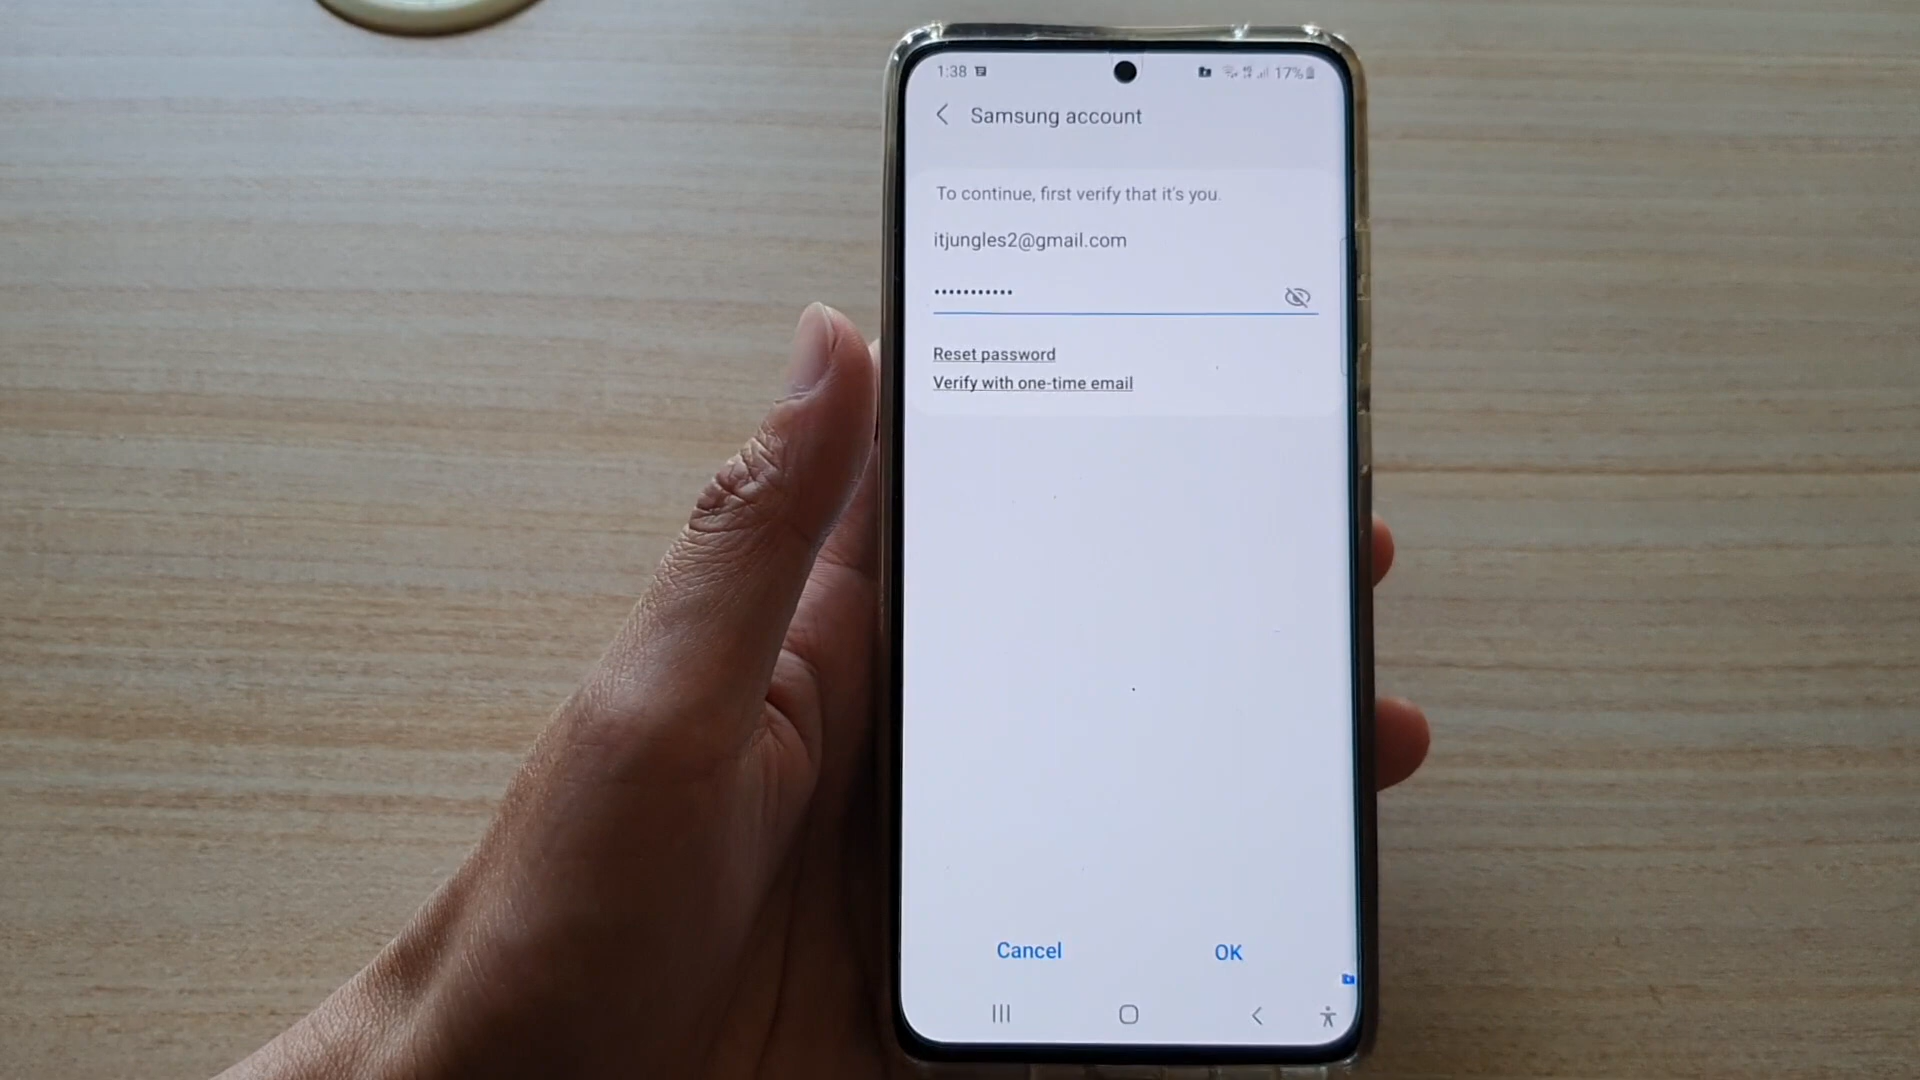 1:38
17%
Samsung account
To continue, first verify that it's you.
itjungles2@gmail.com
•••••••••••
Reset password
Verify with one-time email
Cancel
OK